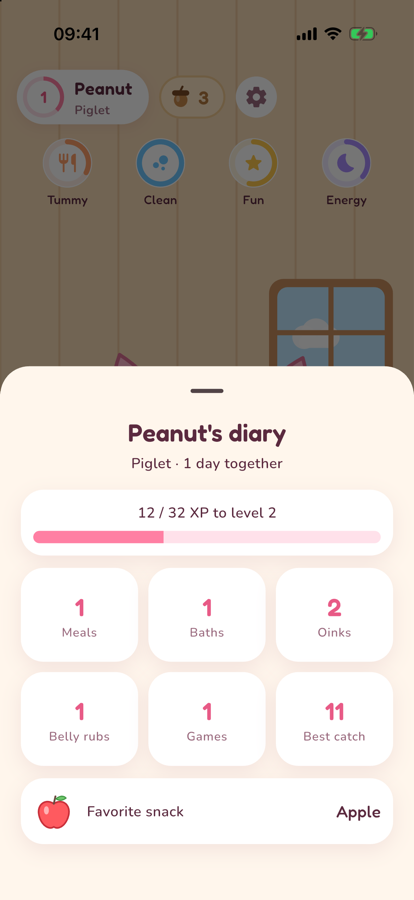 09:41
1
Peanut
Piglet
3
Tummy
Clean
Fun
Energy
Peanut's diary
Piglet · 1 day together
12 / 32 XP to level 2
1
Meals
1
Baths
2
Oinks
1
Belly rubs
1
Games
11
Best catch
Favorite snack
Apple